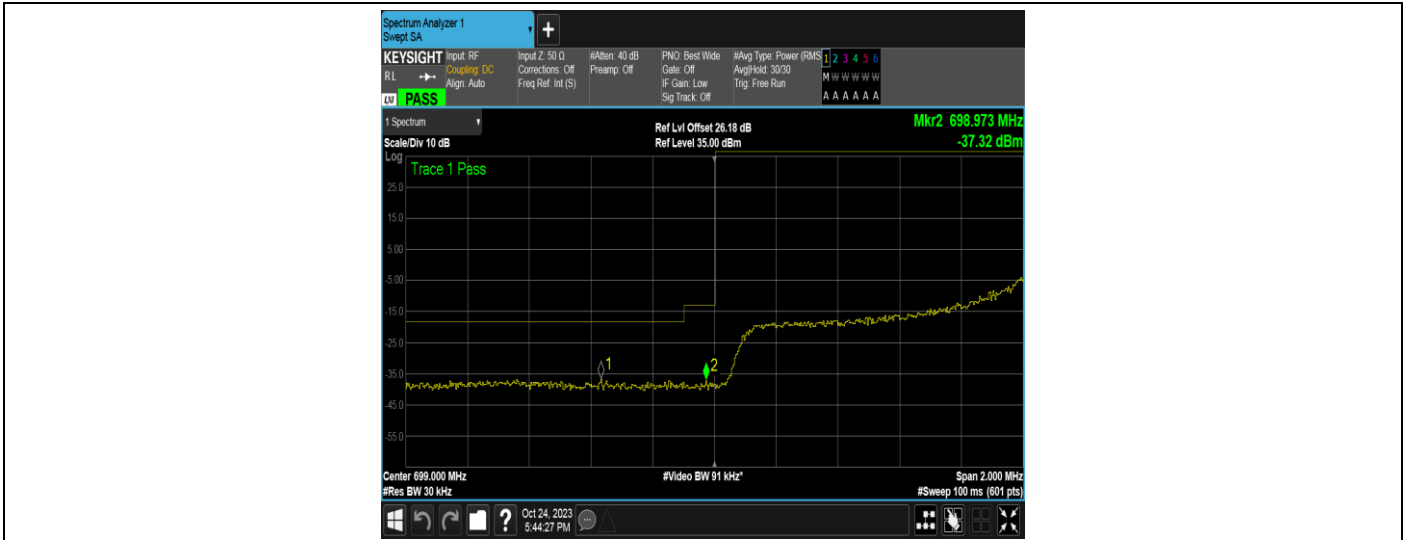 Spectrum Analyzer 1
Swept SA
+
KEYSIGHT
RL
LXI PASS
Input: RF
Coupling: DC
Align: Auto
Input Z: 50 Ω
Corrections: Off
Freq Ref: Int (S)
#Atten: 40 dB
Preamp: Off
PNO: Best Wide
Gate: Off
IF Gain: Low
Sig Track: Off
#Avg Type: Power (RMS
Avg|Hold: 30/30
Trig: Free Run
1 2 3 4 5 6
M W W W W W
A A A A A A
1 Spectrum
Scale/Div 10 dB
Ref Lvl Offset 26.18 dB
Ref Level 35.00 dBm
Mkr2 698.973 MHz
-37.32 dBm
Log
Trace 1 Pass
25.0
15.0
5.00
-5.00
-15.0
-25.0
-35.0
-45.0
-55.0
1
2
Center 699.000 MHz
#Res BW 30 kHz
#Video BW 91 kHz*
Span 2.000 MHz
#Sweep 100 ms (601 pts)
?
Oct 24, 2023
5:44:27 PM